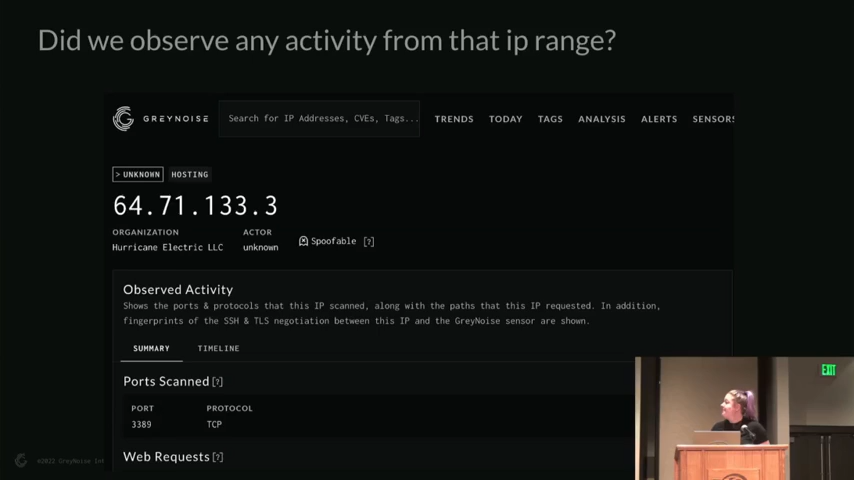 Did we observe any activity from that ip range?
GREYNOISE
Search for IP Addresses, CVEs, Tags...
TRENDS TODAY TAGS ANALYSIS ALERTS SENSORS
>UNKNOWN HOSTING
64.71.133.3
ORGANIZATION ACTOR
Hurricane Electric LLC unknown
Spoofable [?]
Observed Activity
Shows the ports & protocols that this IP scanned, along with the paths that this IP requested. In addition,
fingerprints of the SSH & TLS negotiation between this IP and the GreyNoise sensor are shown.
SUMMARY TIMELINE
Ports Scanned[?]
PORT PROTOCOL
3389 TCP
Web Requests[?]
GreyNoise Int
EXIT